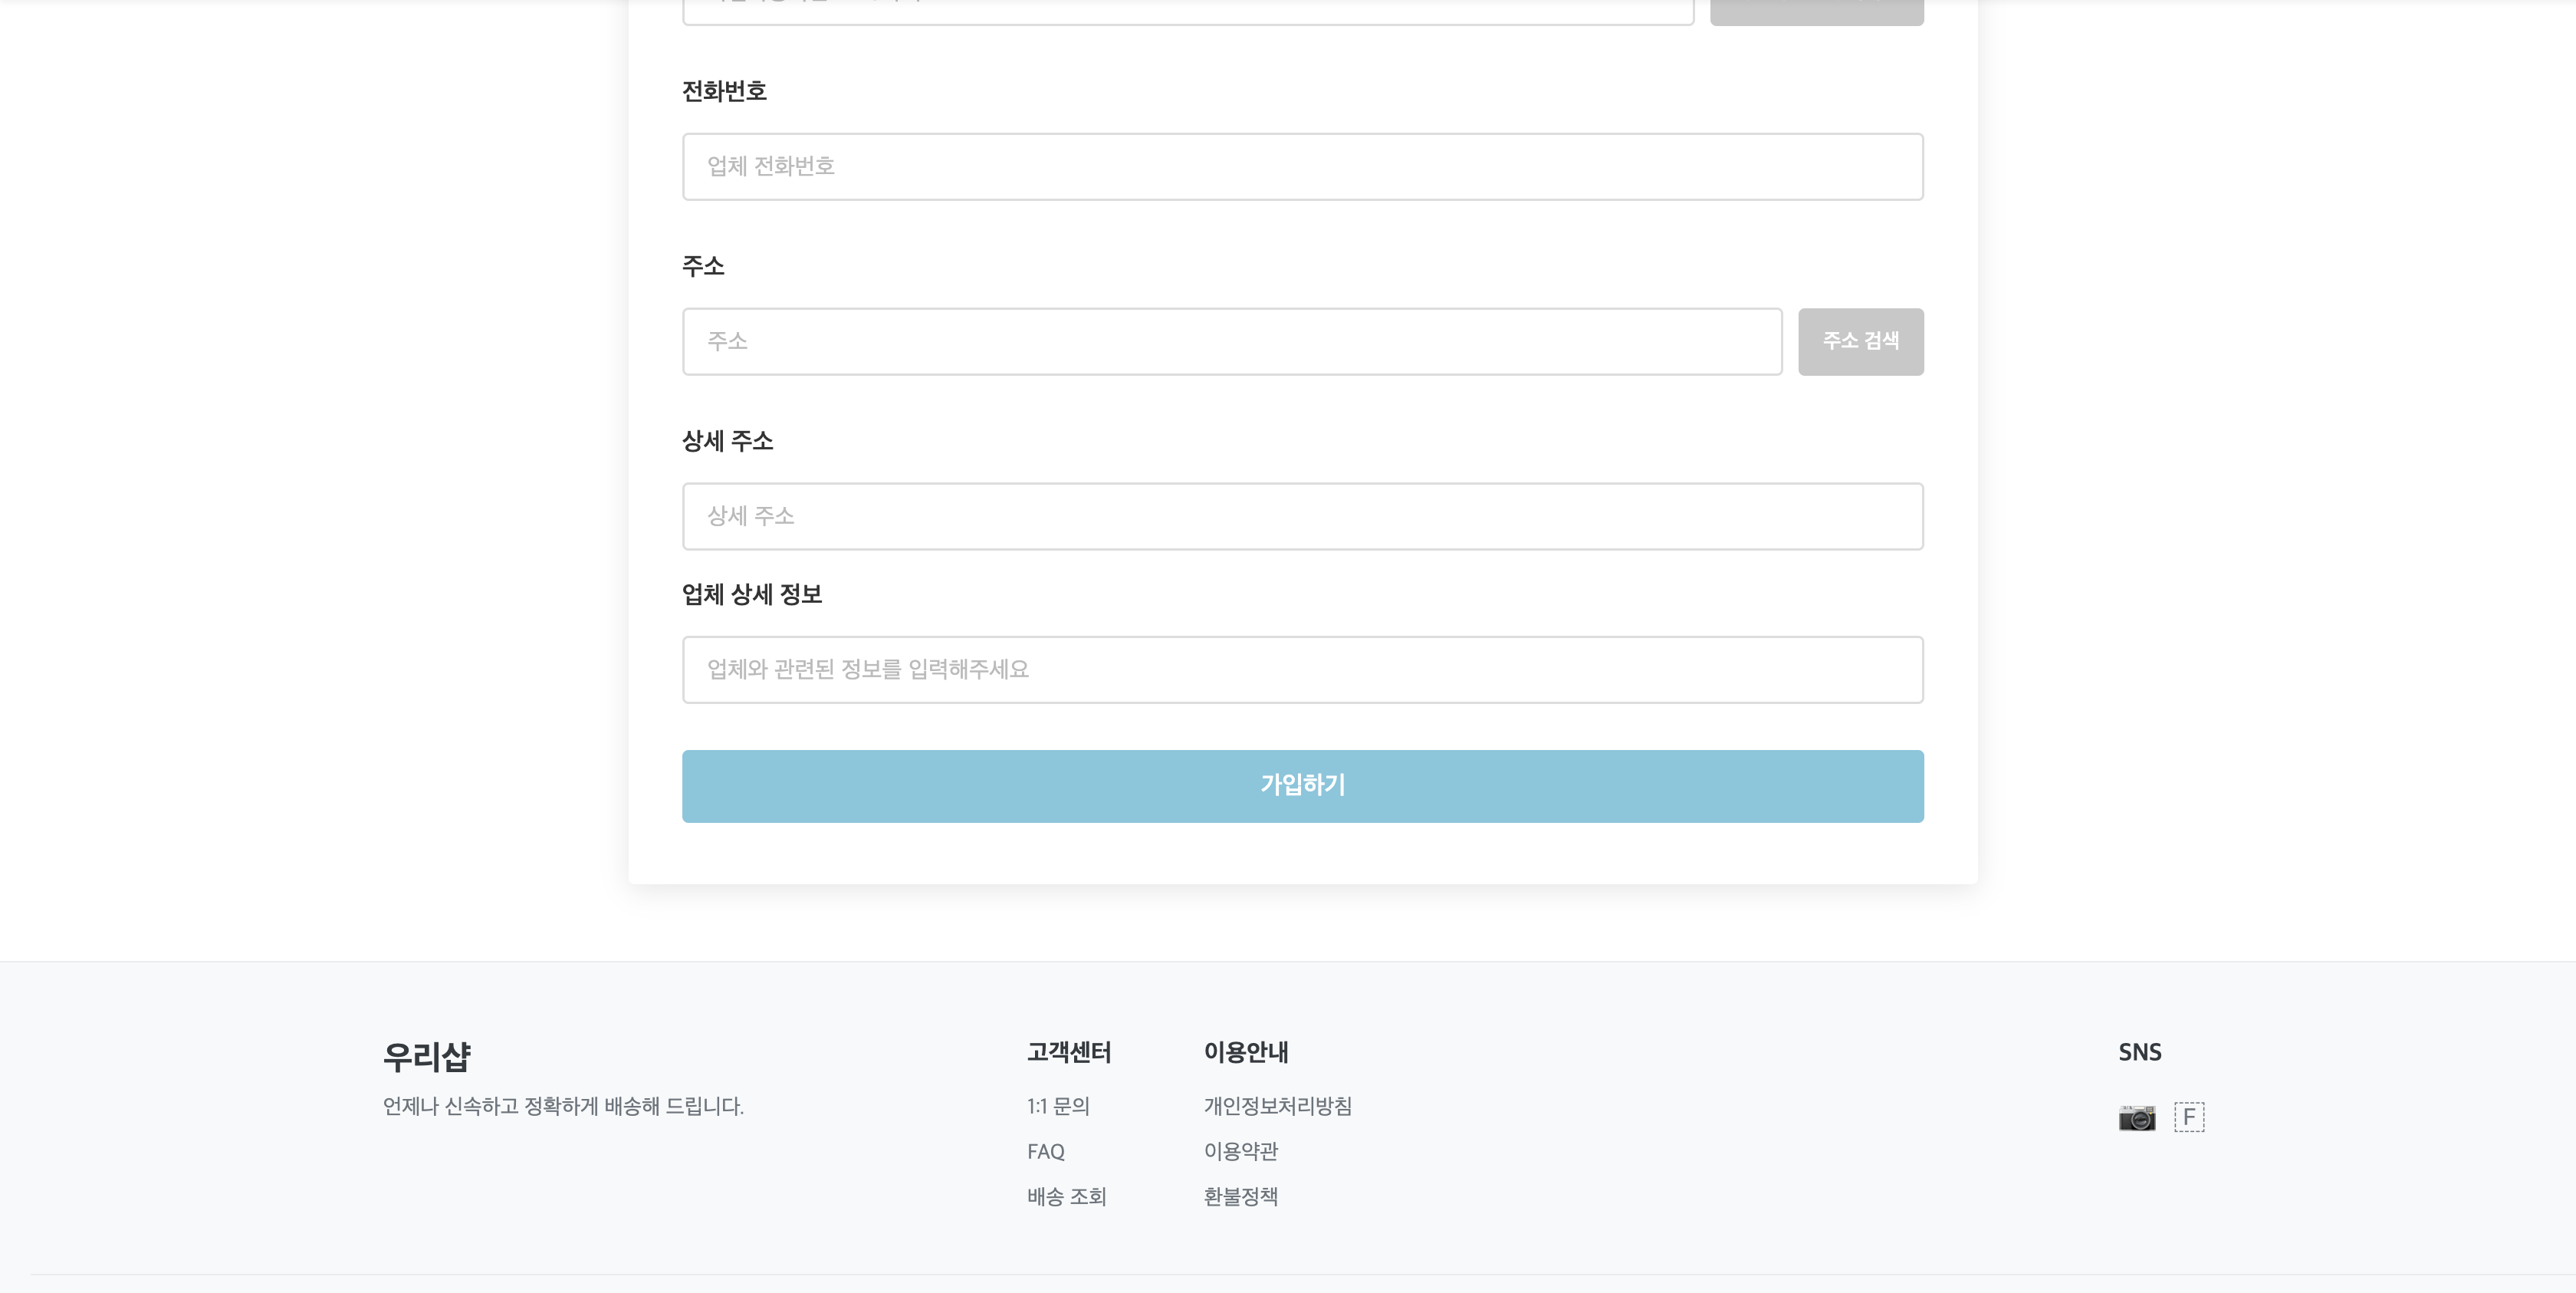 전화번호
업체 전화번호
주소
주소
주소 검색
상세 주소
상세 주소
업체 상세 정보
업체와 관련된 정보를 입력해주세요
가입하기
우리샵
언제나 신속하고 정확하게 배송해 드립니다.
고객센터
1:1 문의
FAQ
배송 조회
이용안내
개인정보처리방침
이용약관
환불정책
SNS
F